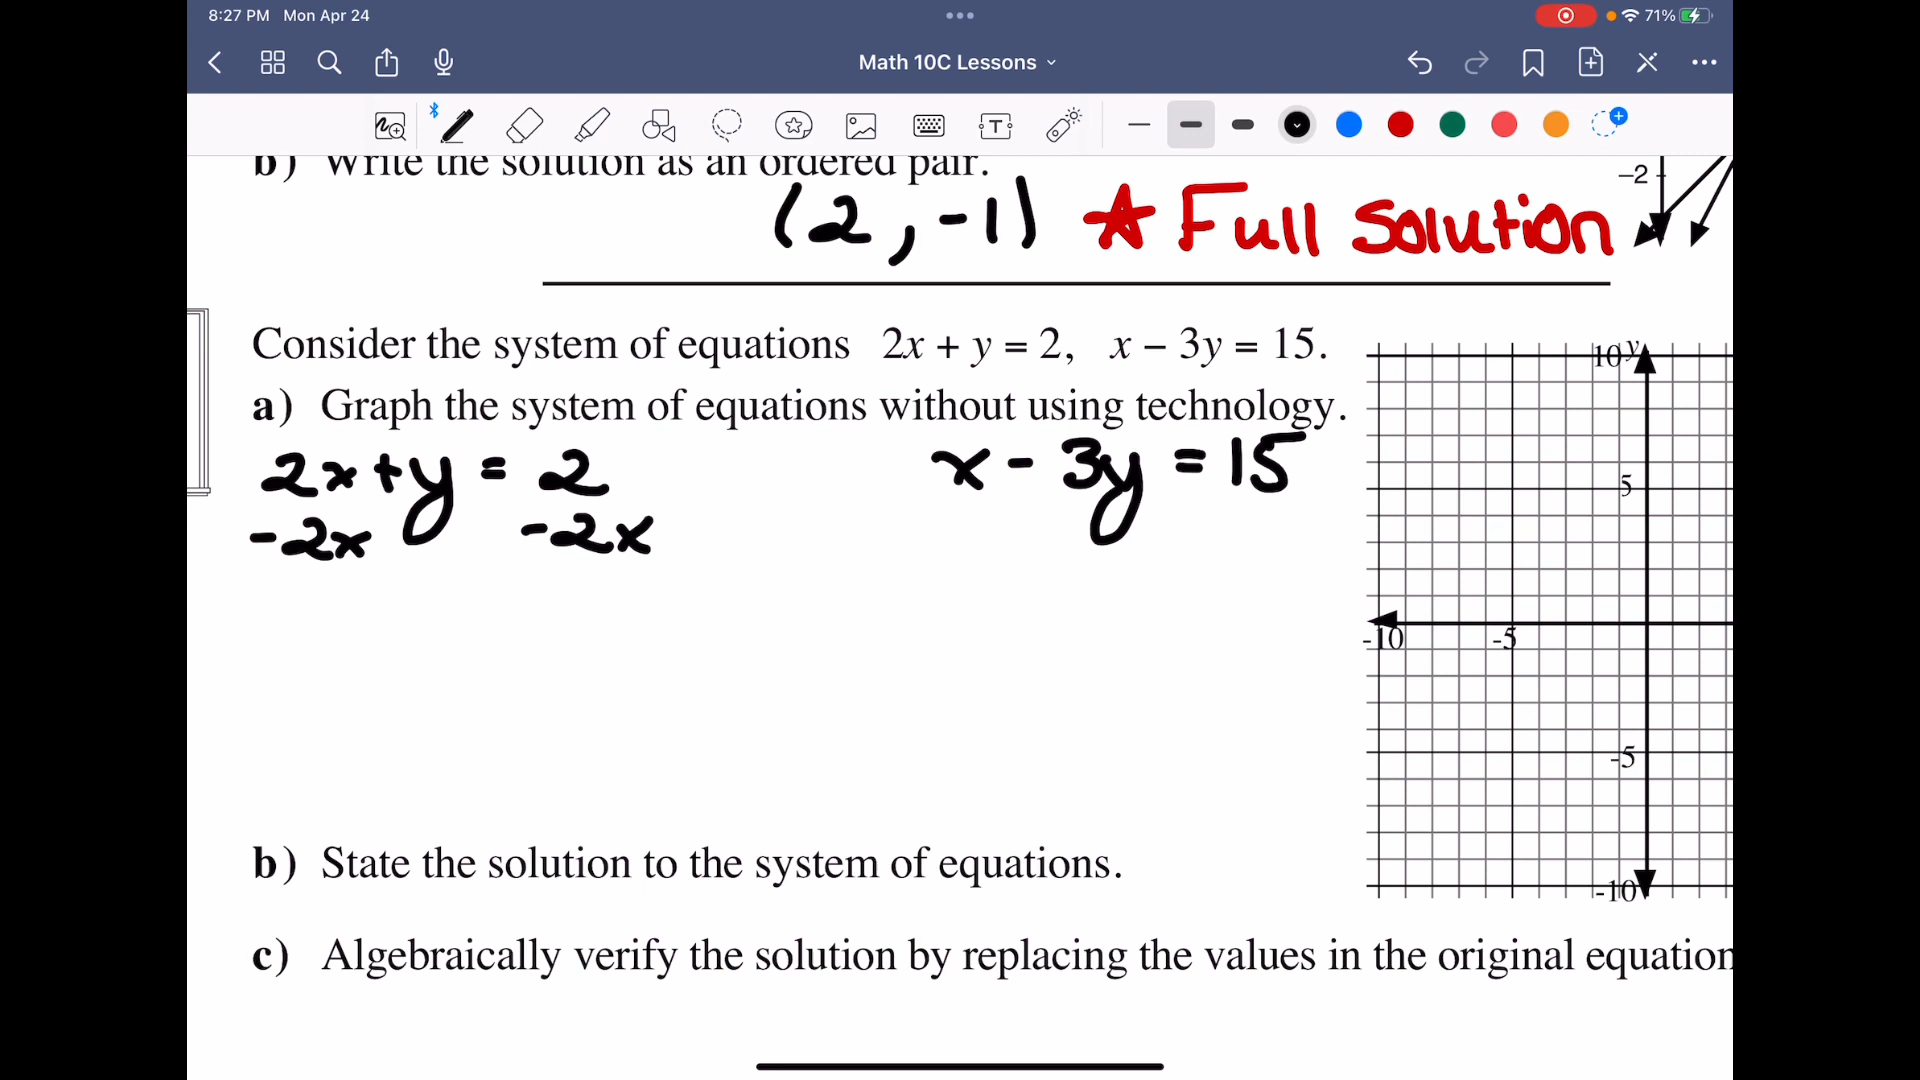 8:27 PM Mon Apr 24
71%
Math 10C Lessons
b) Write the solution as an ordered pair.
(2, -1) ☆ Full Solution
-2
Consider the system of equations 2x + y = 2, x – 3y = 15.
a) Graph the system of equations without using technology.
2x + y = 2
x - 3y = 15
-2x -2x
10 y
5
-10 -5
-5
-10
b) State the solution to the system of equations.
c) Algebraically verify the solution by replacing the values in the original equation